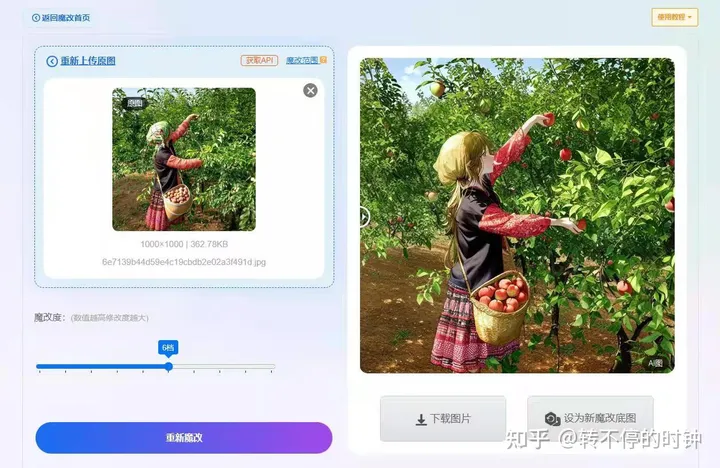 返回魔改首页
使用教程
重新上传原图
获取API
魔改范围
原图
1000×1000 | 362.78KB
6e7139b44d59e4c19cbdb2e02a3f491d.jpg
魔改度: (数值越高修改度越大)
6档
重新魔改
AI图
下载图片
设为新魔改底图
知乎 @转不停的时钟